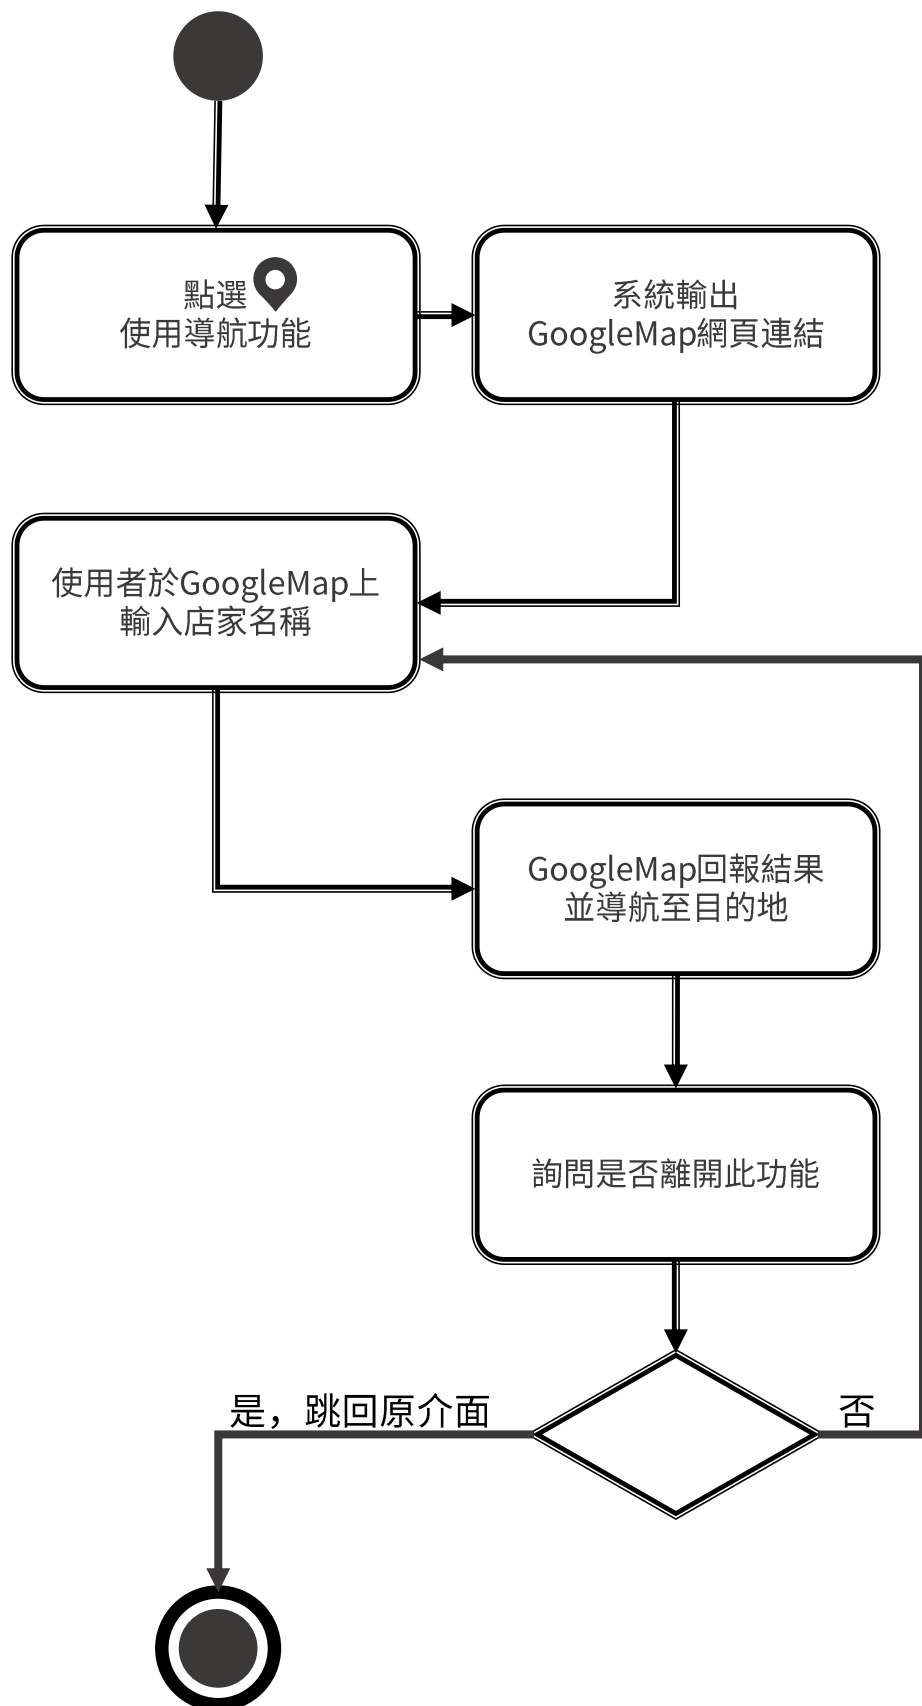 點選
使用導航功能
系統輸出
GoogleMap網頁連結
使用者於GoogleMap上
輸入店家名稱
GoogleMap回報結果
並導航至目的地
詢問是否離開此功能
是，跳回原介面
否